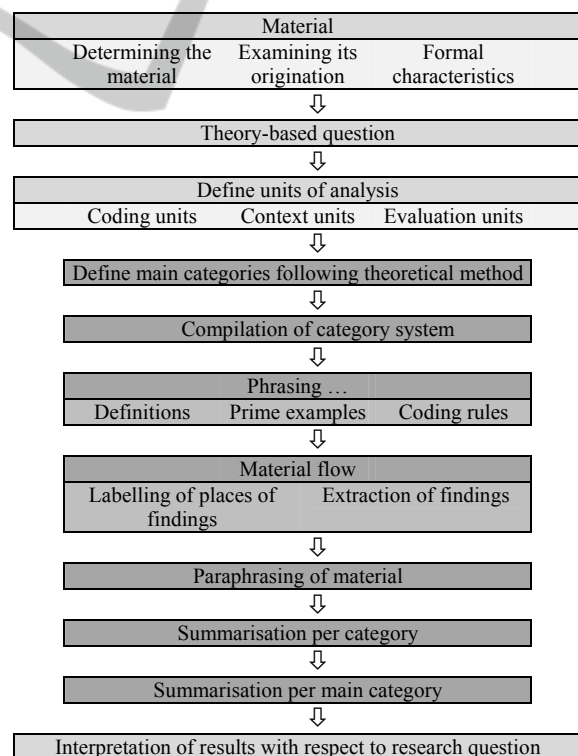 Material
Determining the Examining its Formal
material origination characteristics
Theory-based question
Define units of analysis
Coding units Context units Evaluation units
Define main categories following theoretical method
Compilation of category system
Phrasing …
Definitions Prime examples Coding rules
Material flow
Labelling of places of Extraction of findings
findings
Paraphrasing of material
Summarisation per category
Summarisation per main category
Interpretation of results with respect to research question